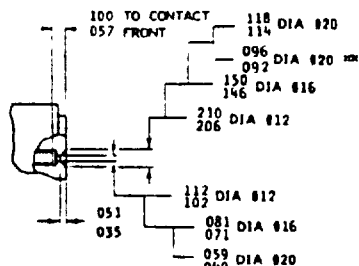 100 TO CONTACT
057 FRONT
118
114 DIA #20
096
092 DIA #20 **
150
146 DIA #16
210
206 DIA #12
112
102 DIA #12
051
035
081
071 DIA #16
059
DIA #20